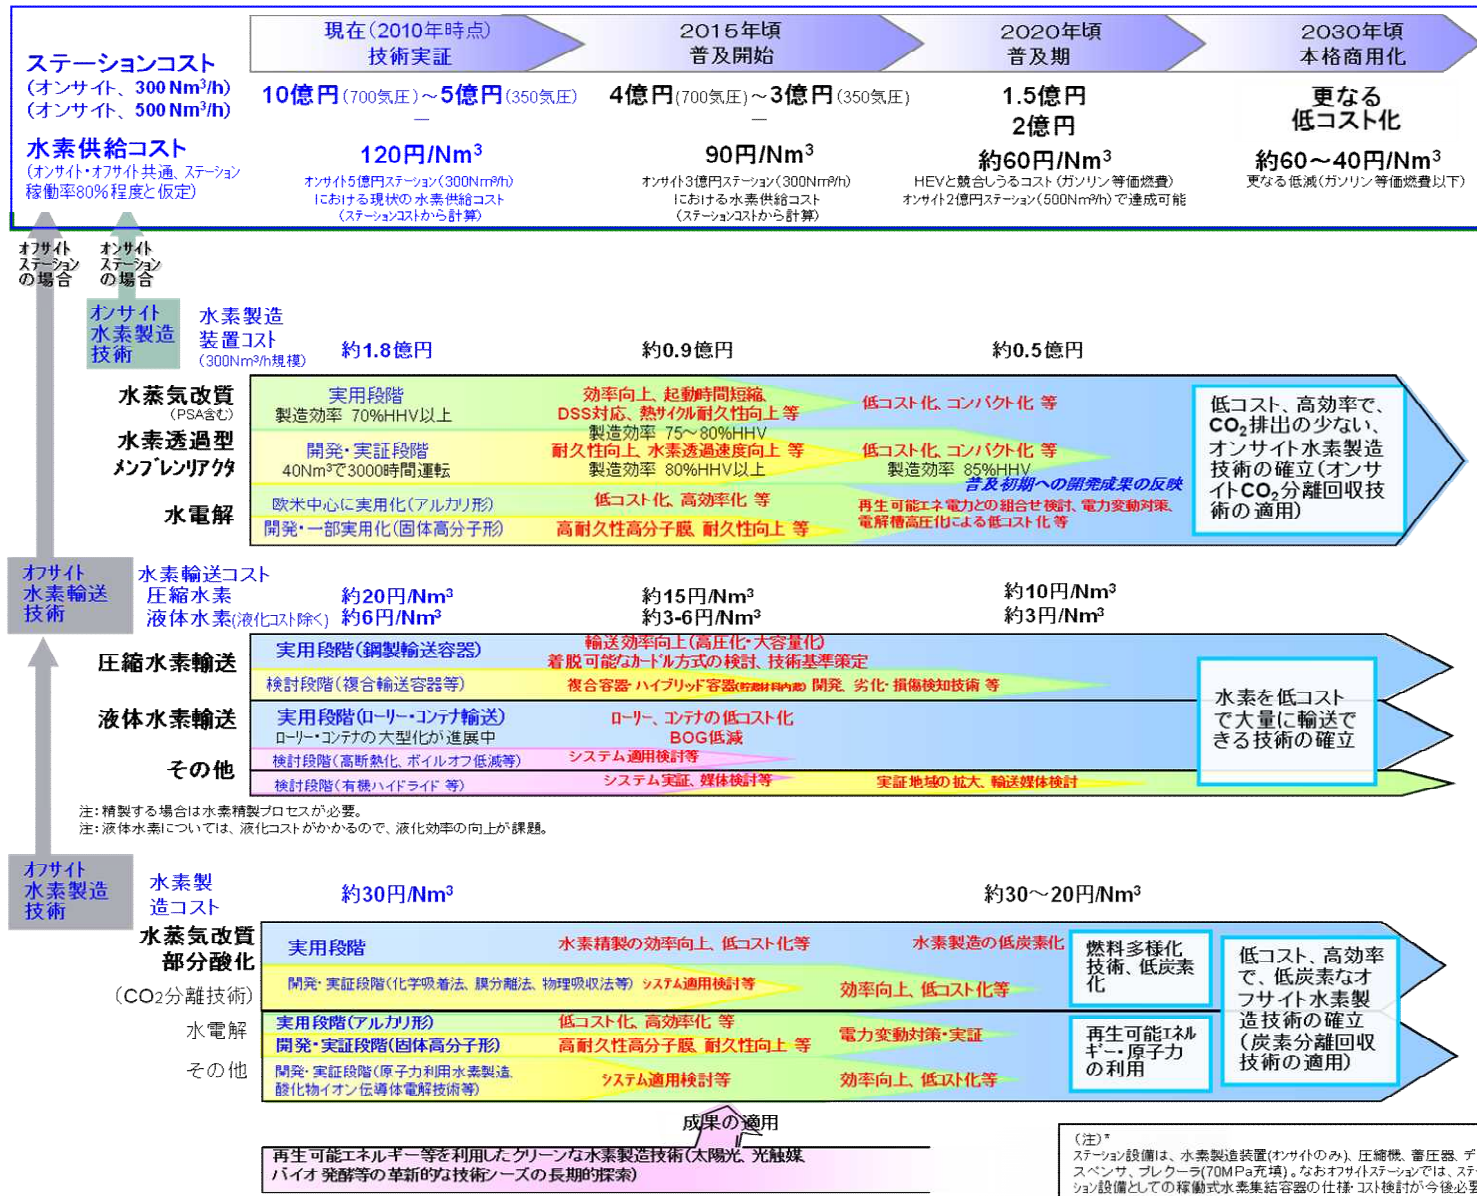 現在(2010年時点)
技術実証
2015年頃
普及開始
2020年頃
普及期
2030年頃
本格商用化
ステーションコスト
(オンサイト、300 Nm³/h)
(オンサイト、500 Nm³/h)
10億円(700気圧)～5億円(350気圧)
—
4億円(700気圧)～3億円(350気圧)
—
1.5億円
2億円
更なる
低コスト化
水素供給コスト
(オンサイト・オフサイト共通、ステーション
稼働率80%程度と仮定)
120円/Nm³
オンサイト5億円ステーション(300Nm³/h)
における現状の水素供給コスト
(ステーションコストから計算)
90円/Nm³
オンサイト3億円ステーション(300Nm³/h)
における水素供給コスト
(ステーションコストから計算)
約60円/Nm³
HEVと競合しうるコスト(ガソリン等価燃費)
オンサイト2億円ステーション(500Nm³/h)で達成可能
約60～40円/Nm³
更なる低減(ガソリン等価燃費以下)
オフサイト
ステーション
の場合
オンサイト
ステーション
の場合
オンサイト
水素製造
技術
水素製造
装置コスト
(300Nm³/h規模)
約1.8億円
約0.9億円
約0.5億円
水蒸気改質
(PSA含む)
実用段階
製造効率 70%HHV以上
効率向上、起動時間短縮、
DSS対応、熱サイクル耐久性向上 等
製造効率 75～80%HHV
低コスト化、コンパクト化 等
水素透過型
メンブレンリアクタ
開発・実証段階
40Nm³で3000時間運転
耐久性向上、水素透過速度向上 等
製造効率 80%HHV以上
低コスト化、コンパクト化 等
製造効率 85%HHV
普及初期への開発成果の反映
水電解
欧米中心に実用化(アルカリ形)
低コスト化、高効率化 等
再生可能エネ電力との組合せ検討、電力変動対策、
電解槽高圧化による低コスト化 等
開発・一部実用化(固体高分子形)
高耐久性高分子膜、耐久性向上 等
低コスト、高効率で、
CO₂排出の少ない、
オンサイト水素製造
技術の確立(オンサ
イトCO₂分離回収技
術の適用)
オフサイト
水素輸送
技術
水素輸送コスト
圧縮水素
液体水素(液化コスト除く)
約20円/Nm³
約6円/Nm³
約15円/Nm³
約3-6円/Nm³
約10円/Nm³
約3円/Nm³
圧縮水素輸送
実用段階(鋼製輸送容器)
輸送効率向上(高圧化・大容量化)
着脱可能なカードル方式の検討、技術基準策定
検討段階(複合輸送容器等)
複合容器・ハイブリッド容器(貯蔵材料内蔵) 開発 劣化・損傷検知技術 等
液体水素輸送
実用段階(ローリー・コンテナ輸送)
ローリー・コンテナの大型化が進展中
ローリー、コンテナの低コスト化
BOG低減
検討段階(高断熱化、ボイルオフ低減等)
システム適用検討等
その他
検討段階(有機ハイドライド 等)
システム実証、媒体検討等
実証地域の拡大、輸送媒体検討
水素を低コスト
で大量に輸送で
きる技術の確立
注:精製する場合は水素精製プロセスが必要。
注:液体水素については、液化コストがかかるので、液化効率の向上が課題。
オフサイト
水素製造
技術
水素製
造コスト
約30円/Nm³
約30～20円/Nm³
水蒸気改質
部分酸化
実用段階
水素精製の効率向上、低コスト化等
水素製造の低炭素化
燃料多様化
技術、低炭素
化
(CO₂分離技術)
開発・実証段階(化学吸着法、膜分離法、物理吸収法等) システム適用検討等
効率向上、低コスト化等
水電解
実用段階(アルカリ形)
低コスト化、高効率化 等
電力変動対策・実証
開発・実証段階(固体高分子形)
高耐久性高分子膜、耐久性向上 等
再生可能エネル
ギー・原子力
の利用
その他
開発・実証段階(原子力利用水素製造、
酸化物イオン伝導体電解技術等)
システム適用検討等
効率向上、低コスト化等
低コスト、高効率
で、低炭素なオ
フサイト水素製
造技術の確立
(炭素分離回収
技術の適用)
成果の適用
再生可能エネルギー等を利用したクリーンな水素製造技術(太陽光、光触媒、
バイオ発酵等の革新的な技術シーズの長期的探索)
(注)*
ステーション設備は、水素製造装置(オンサイトのみ)、圧縮機、蓄圧器、デ
スペンサ、プレクーラ(70MPa充填)。なおオフサイトステーションでは、ステー
ション設備としての稼働式水素集結容器の仕様・コスト検討が今後必要